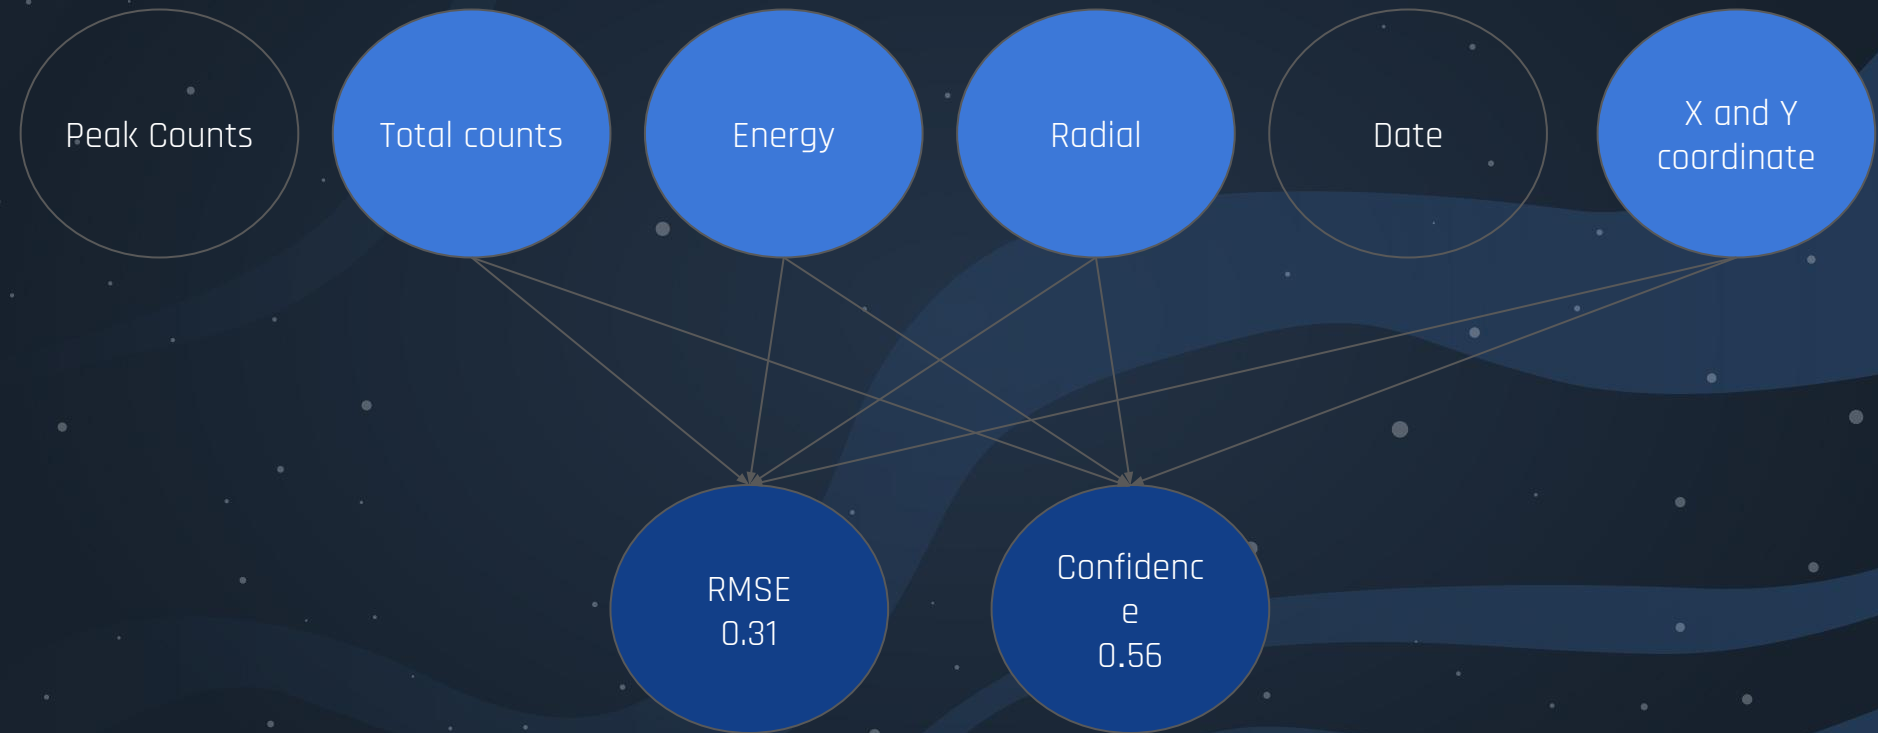 Peak Counts
Total counts
Energy
Radial
Date
X and Y
coordinate
RMSE
0.31
Confidenc
e
0.56